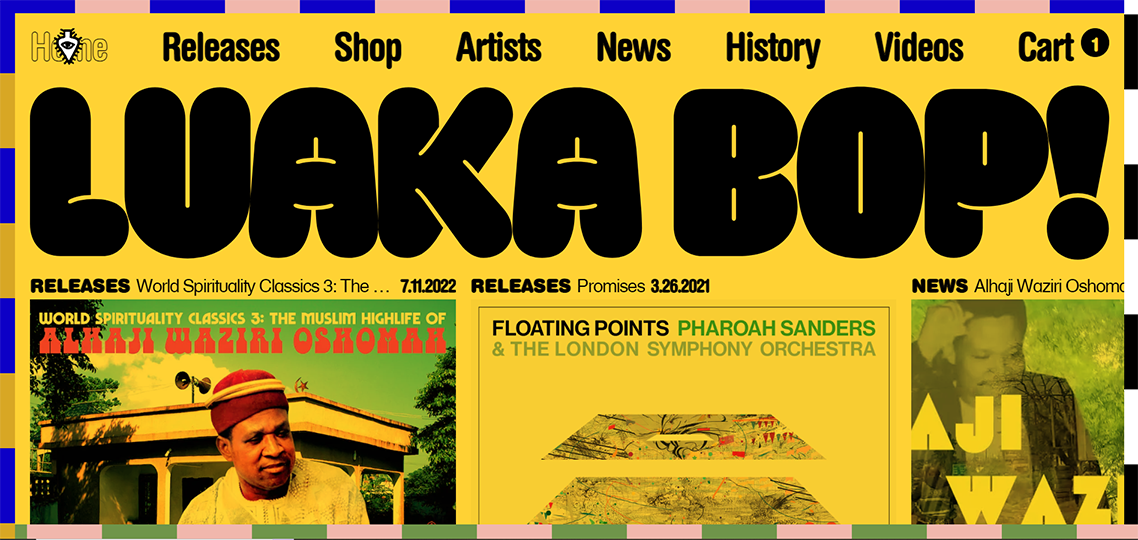 Home Releases Shop Artists News History Videos Cart 1
LUAKA BOP!
RELEASES World Spirituality Classics 3: The ... 7.11.2022
WORLD SPIRITUALITY CLASSICS 3: THE MUSLIM HIGHLIFE OF
ALHAJI WAZIRI OSHOMAH
RELEASES Promises 3.26.2021
FLOATING POINTS PHAROAH SANDERS
& THE LONDON SYMPHONY ORCHESTRA
NEWS Alhaji Waziri Oshomo
AJI
WAZ